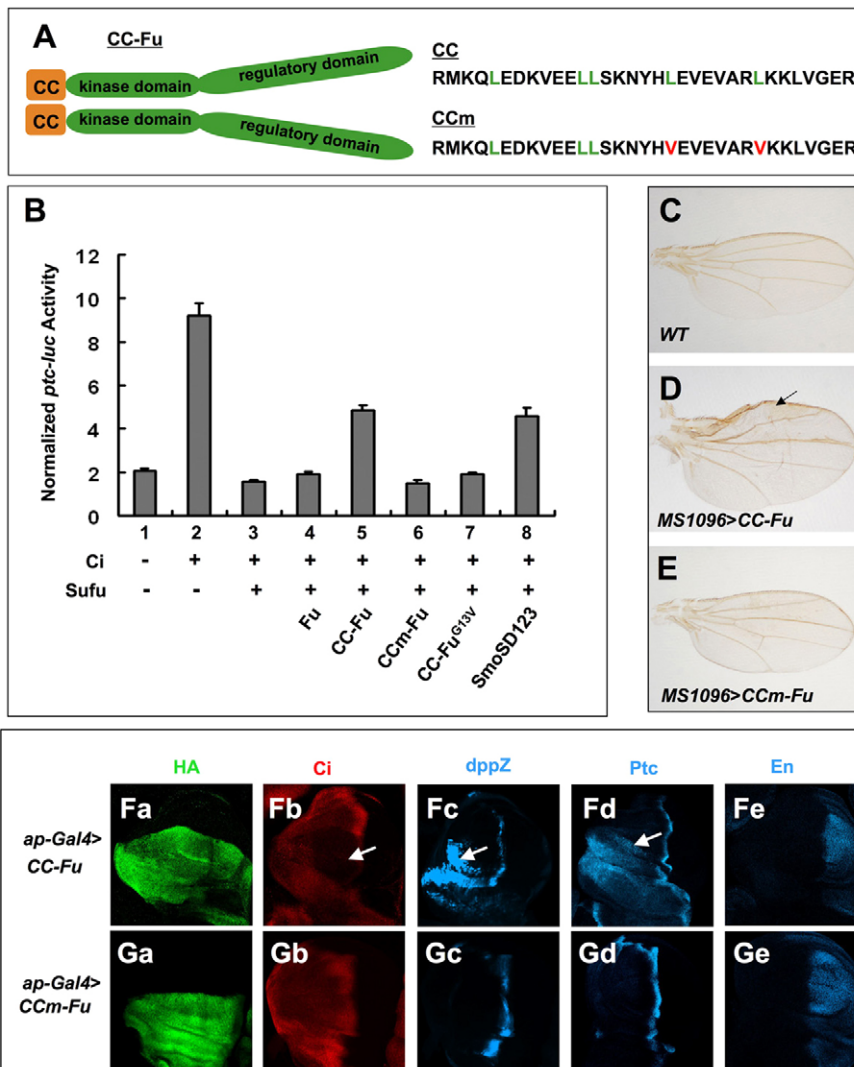 A
CC-Fu
CC
kinase domain
regulatory domain
CC
kinase domain
regulatory domain
CC
RMKQLEDKVEELLSKNYHLEVEVARLKKLVGER
CCm
RMKQLEDKVEELLSKNYHVEVEVARVKKLVGER
B
Normalized ptc-luc Activity
12
10
8
6
4
2
0
1 2 3 4 5 6 7 8
Ci - + + + + + + +
Sufu - - + + + + + +
Fu
CC-Fu
CCm-Fu
CC-FuG13V
SmoSD123
C
WT
D
MS1096>CC-Fu
E
MS1096>CCm-Fu
HA Ci dppZ Ptc En
ap-Gal4>
CC-Fu
Fa Fb Fc Fd Fe
ap-Gal4>
CCm-Fu
Ga Gb Gc Gd Ge